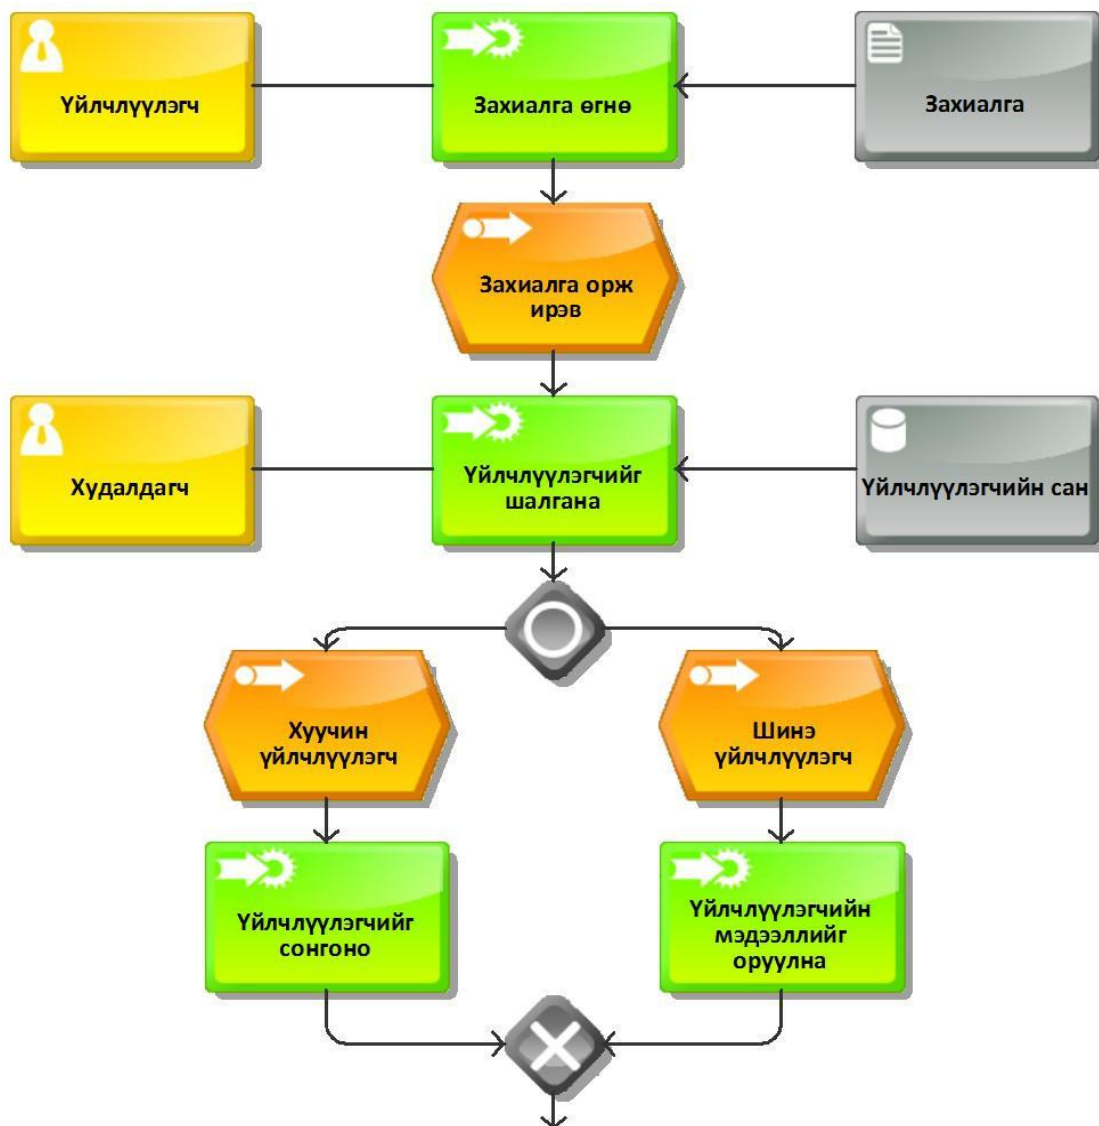 Үйлчлүүлэгч
Захиалга өгнө
Захиалга
Захиалга орж
ирэв
Худалдагч
Үйлчлүүлэгчийг
шалгана
Үйлчлүүлэгчийн сан
Хуучин
үйлчлүүлэгч
Шинэ
үйлчлүүлэгч
Үйлчлүүлэгчийг
сонгоно
Үйлчлүүлэгчийн
мэдээллийг
оруулна